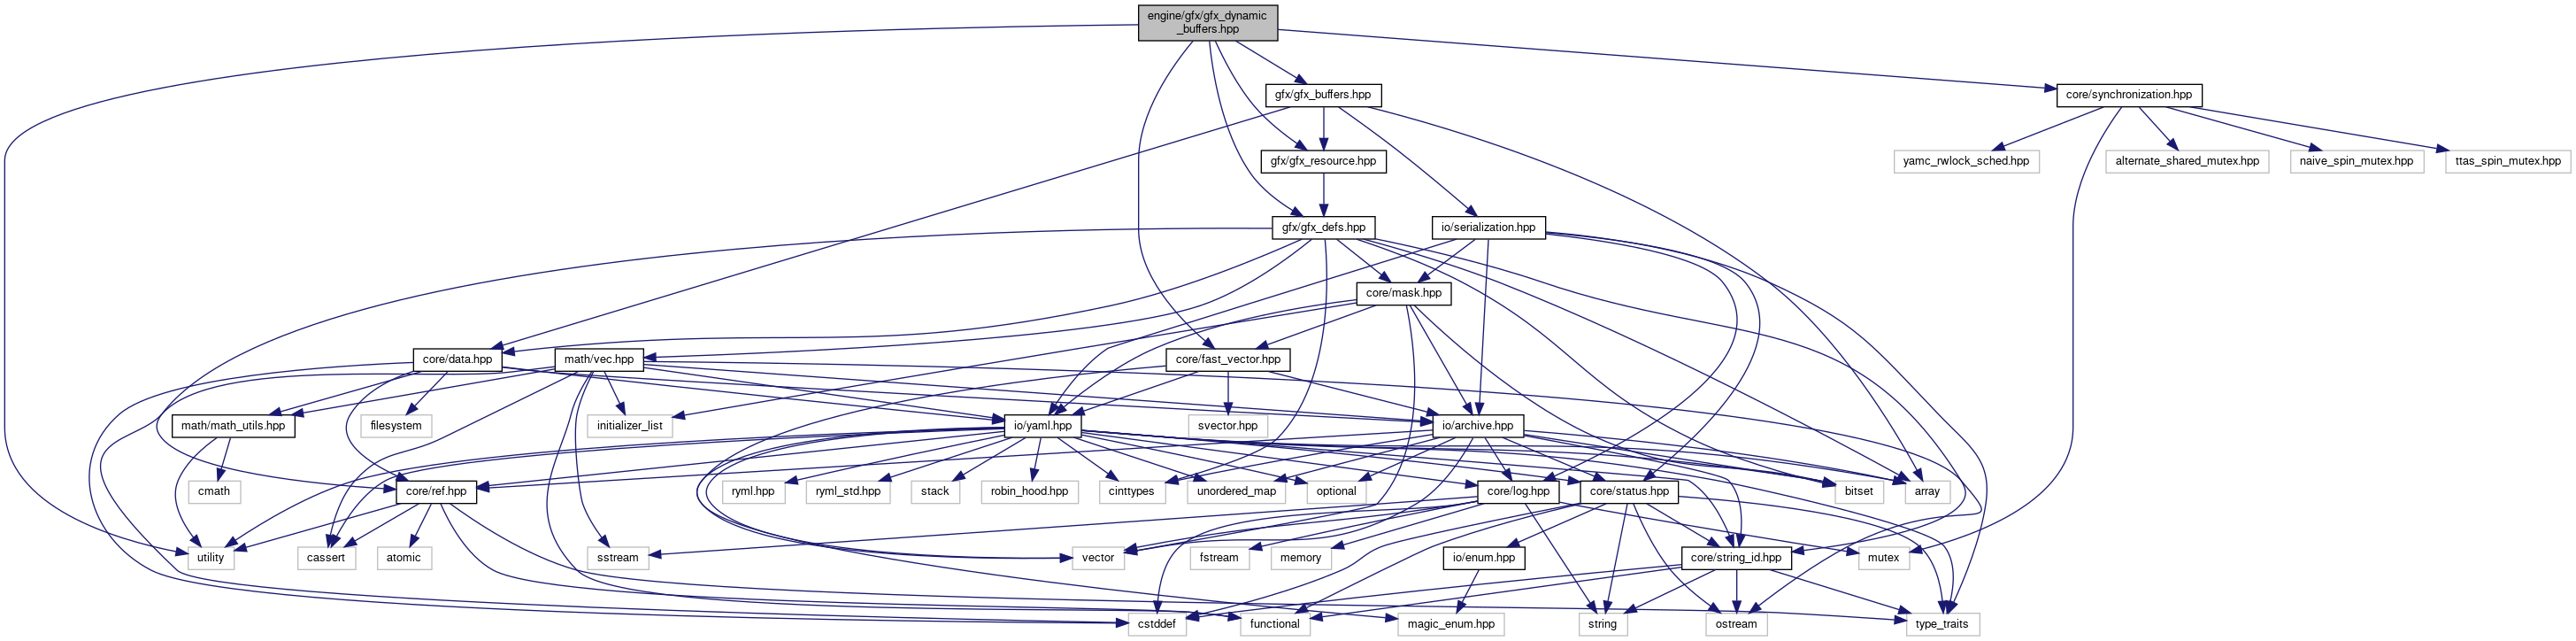 engine/gfx/gfx_dynamic
_buffers.hpp
gfx/gfx_buffers.hpp
core/synchronization.hpp
gfx/gfx_resource.hpp
yamc_rwlock_sched.hpp
alternate_shared_mutex.hpp
naive_spin_mutex.hpp
ttas_spin_mutex.hpp
gfx/gfx_defs.hpp
io/serialization.hpp
core/mask.hpp
core/data.hpp
math/vec.hpp
core/fast_vector.hpp
math/math_utils.hpp
filesystem
initializer_list
io/yaml.hpp
svector.hpp
io/archive.hpp
cmath
core/ref.hpp
ryml.hpp
ryml_std.hpp
stack
robin_hood.hpp
cinttypes
unordered_map
optional
core/log.hpp
core/status.hpp
bitset
array
utility
cassert
atomic
sstream
vector
fstream
memory
io/enum.hpp
core/string_id.hpp
mutex
cstddef
functional
magic_enum.hpp
string
ostream
type_traits